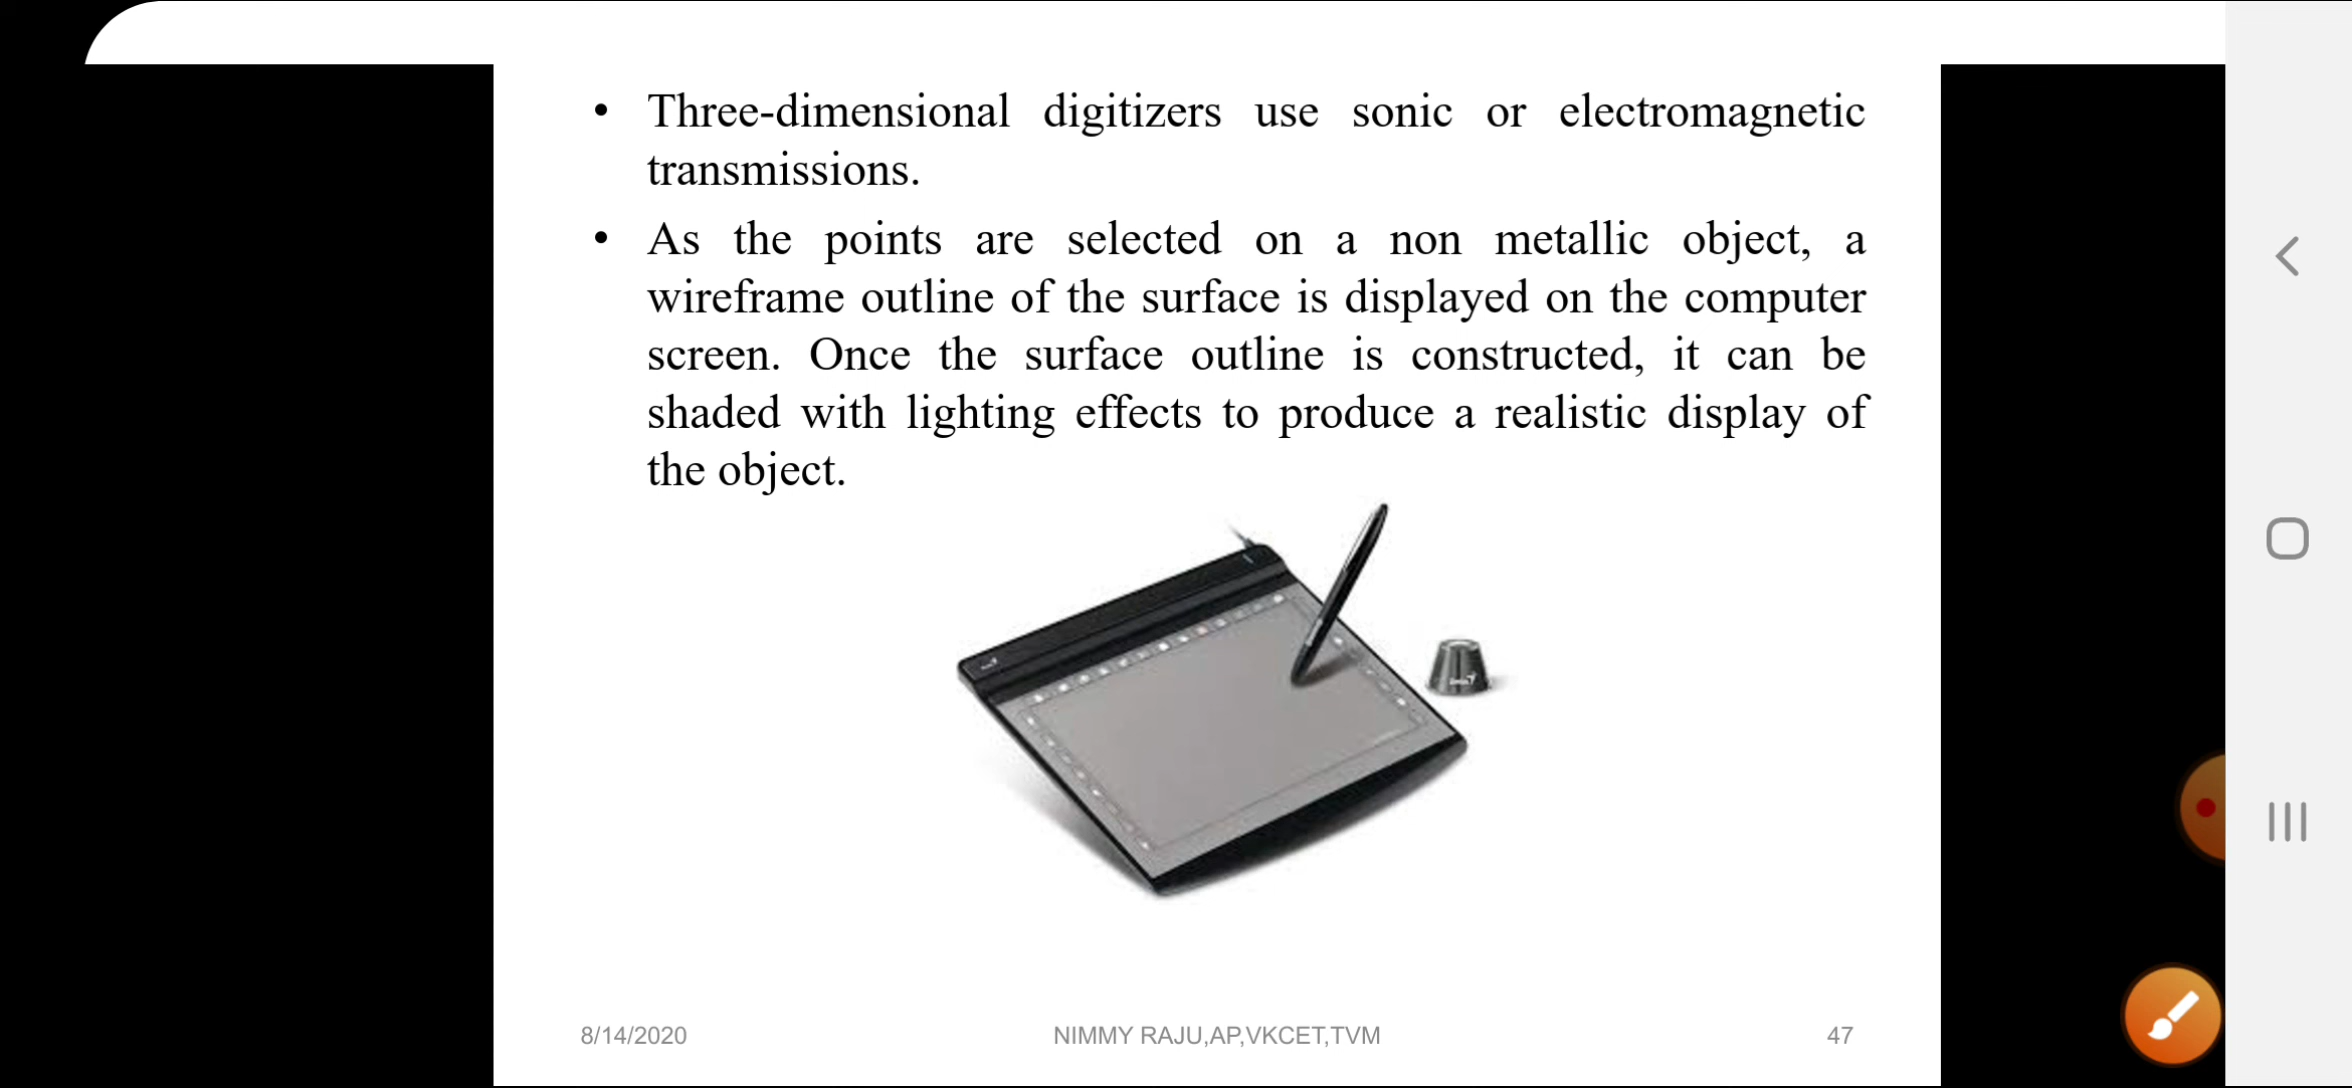 • Three-dimensional digitizers use sonic or electromagnetic
transmissions.
• As the points are selected on a non metallic object, a
wireframe outline of the surface is displayed on the computer
screen. Once the surface outline is constructed, it can be
shaded with lighting effects to produce a realistic display of
the object.
8/14/2020 NIMMY RAJU,AP,VKCET,TVM 47